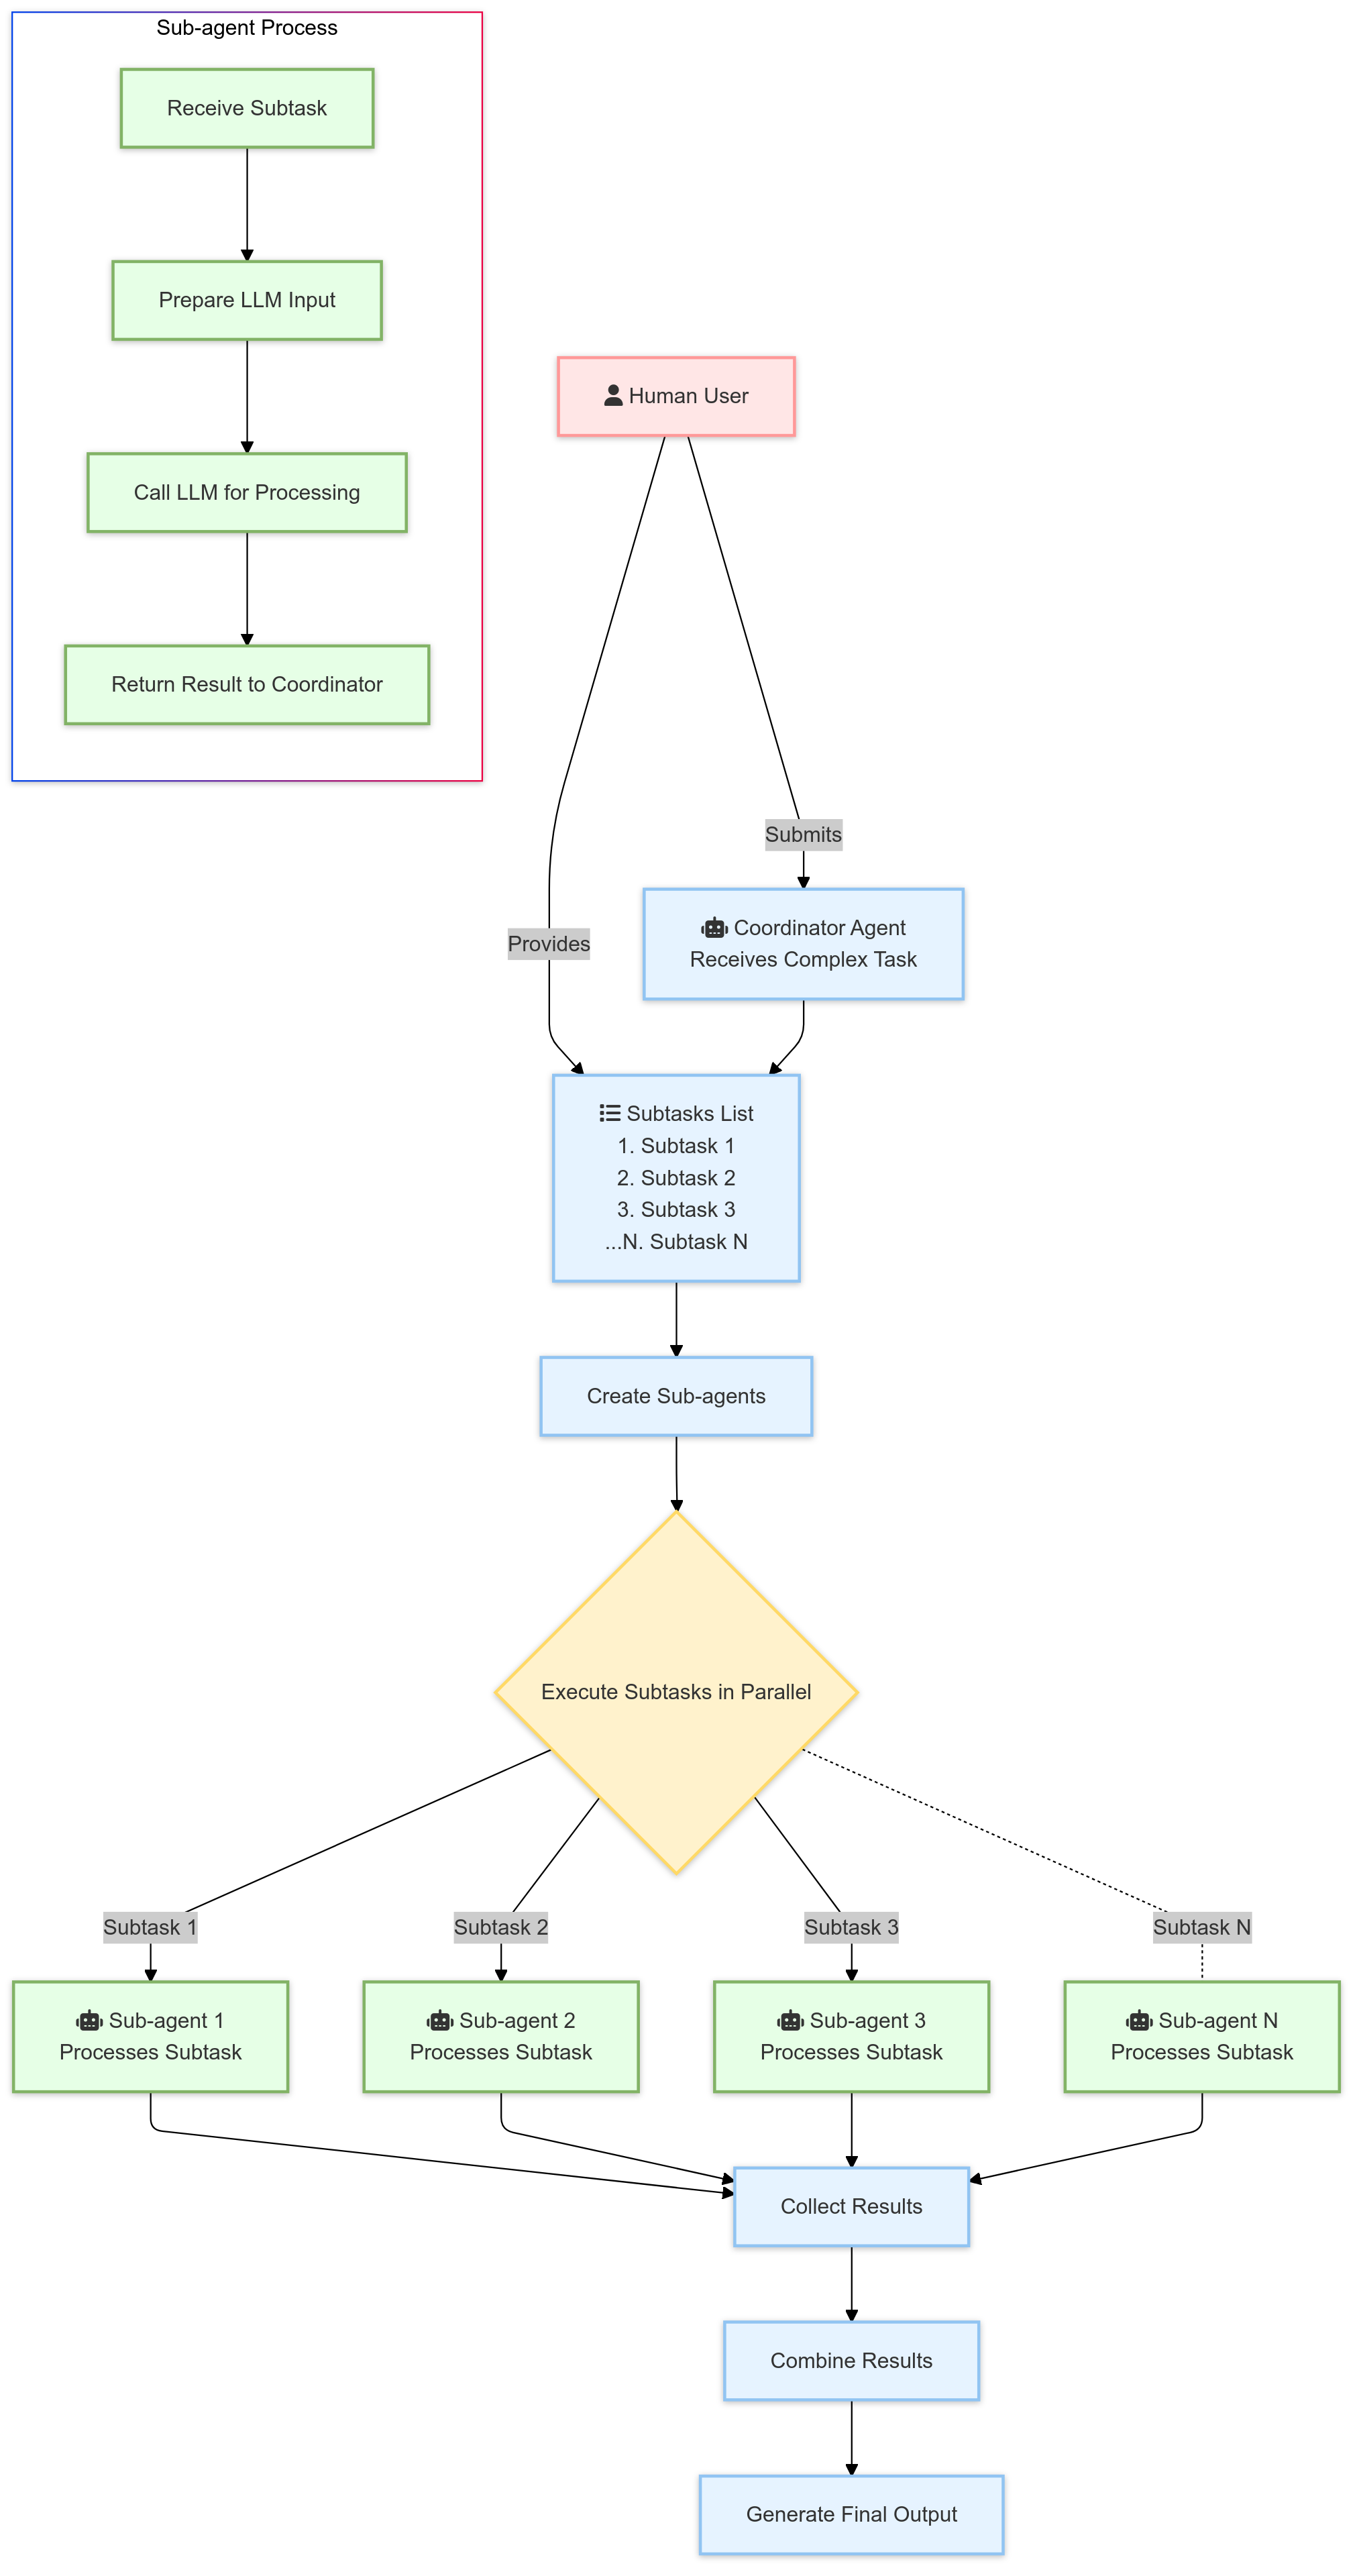 Sub-agent Process
Receive Subtask
Prepare LLM Input
Call LLM for Processing
Return Result to Coordinator
Human User
Submits
Provides
Coordinator Agent
Receives Complex Task
Subtasks List
1. Subtask 1
2. Subtask 2
3. Subtask 3
...N. Subtask N
Create Sub-agents
Execute Subtasks in Parallel
Subtask 1
Subtask 2
Subtask 3
Subtask N
Sub-agent 1
Processes Subtask
Sub-agent 2
Processes Subtask
Sub-agent 3
Processes Subtask
Sub-agent N
Processes Subtask
Collect Results
Combine Results
Generate Final Output